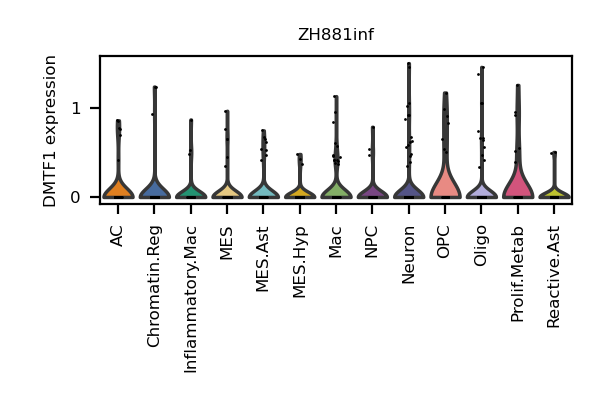 ZH881inf
DMTF1 expression
1
0
AC
Chromatin.Reg
Inflammatory.Mac
MES
MES.Ast
MES.Hyp
Mac
NPC
Neuron
OPC
Oligo
Prolif.Metab
Reactive.Ast